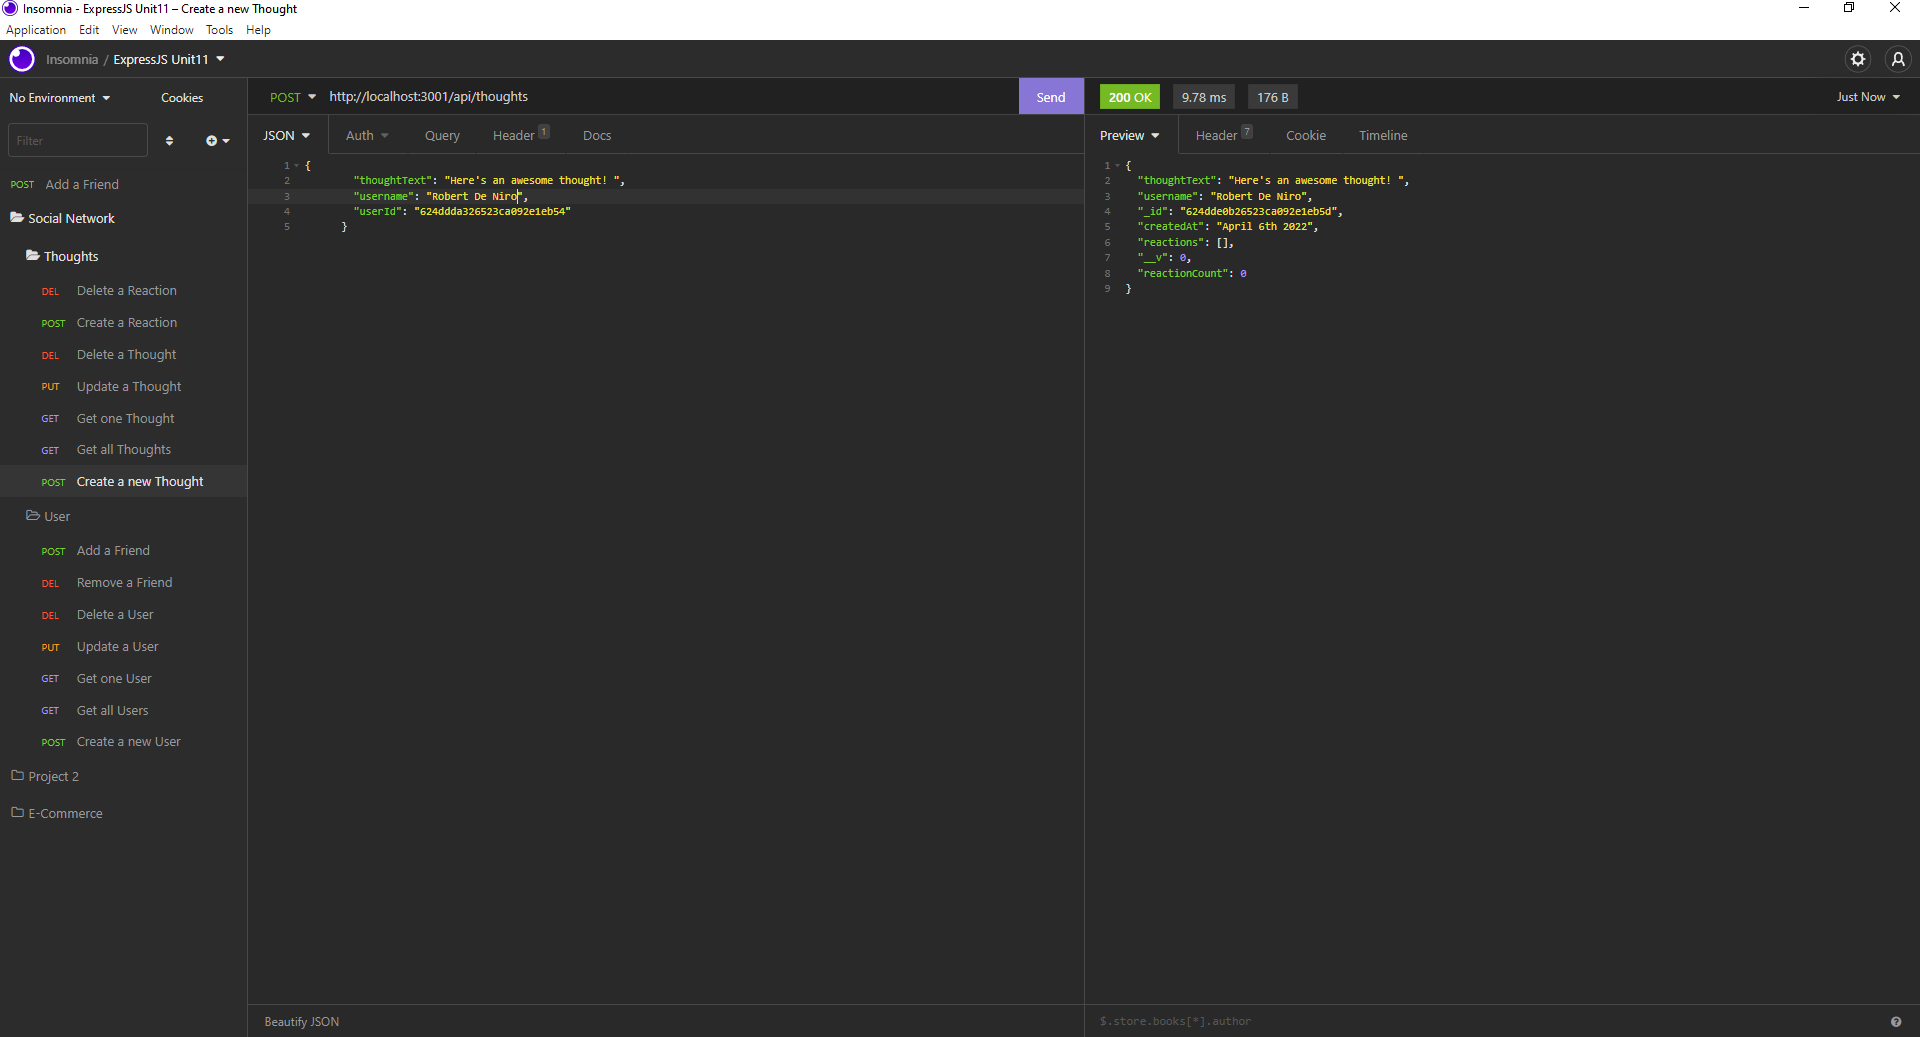 Insomnia - ExpressJS Unit11 – Create a new Thought
Application Edit View Window Tools Help
Insomnia / ExpressJS Unit11
No Environment Cookies
Filter
POST Add a Friend
Social Network
Thoughts
DEL Delete a Reaction
POST Create a Reaction
DEL Delete a Thought
PUT Update a Thought
GET Get one Thought
GET Get all Thoughts
POST Create a new Thought
User
POST Add a Friend
DEL Remove a Friend
DEL Delete a User
PUT Update a User
GET Get one User
GET Get all Users
POST Create a new User
Project 2
E-Commerce
POST http://localhost:3001/api/thoughts Send
JSON Auth Query Header 1 Docs
1 {
2 "thoughtText": "Here's an awesome thought! ",
3 "username": "Robert De Niro",
4 "userId": "624ddda326523ca092e1eb54"
5 }
Beautify JSON
200 OK 9.78 ms 176 B Just Now
Preview Header 7 Cookie Timeline
1 {
2 "thoughtText": "Here's an awesome thought! ",
3 "username": "Robert De Niro",
4 "_id": "624dde0b26523ca092e1eb5d",
5 "createdAt": "April 6th 2022",
6 "reactions": [],
7 "__v": 0,
8 "reactionCount": 0
9 }
$.store.books[*].author